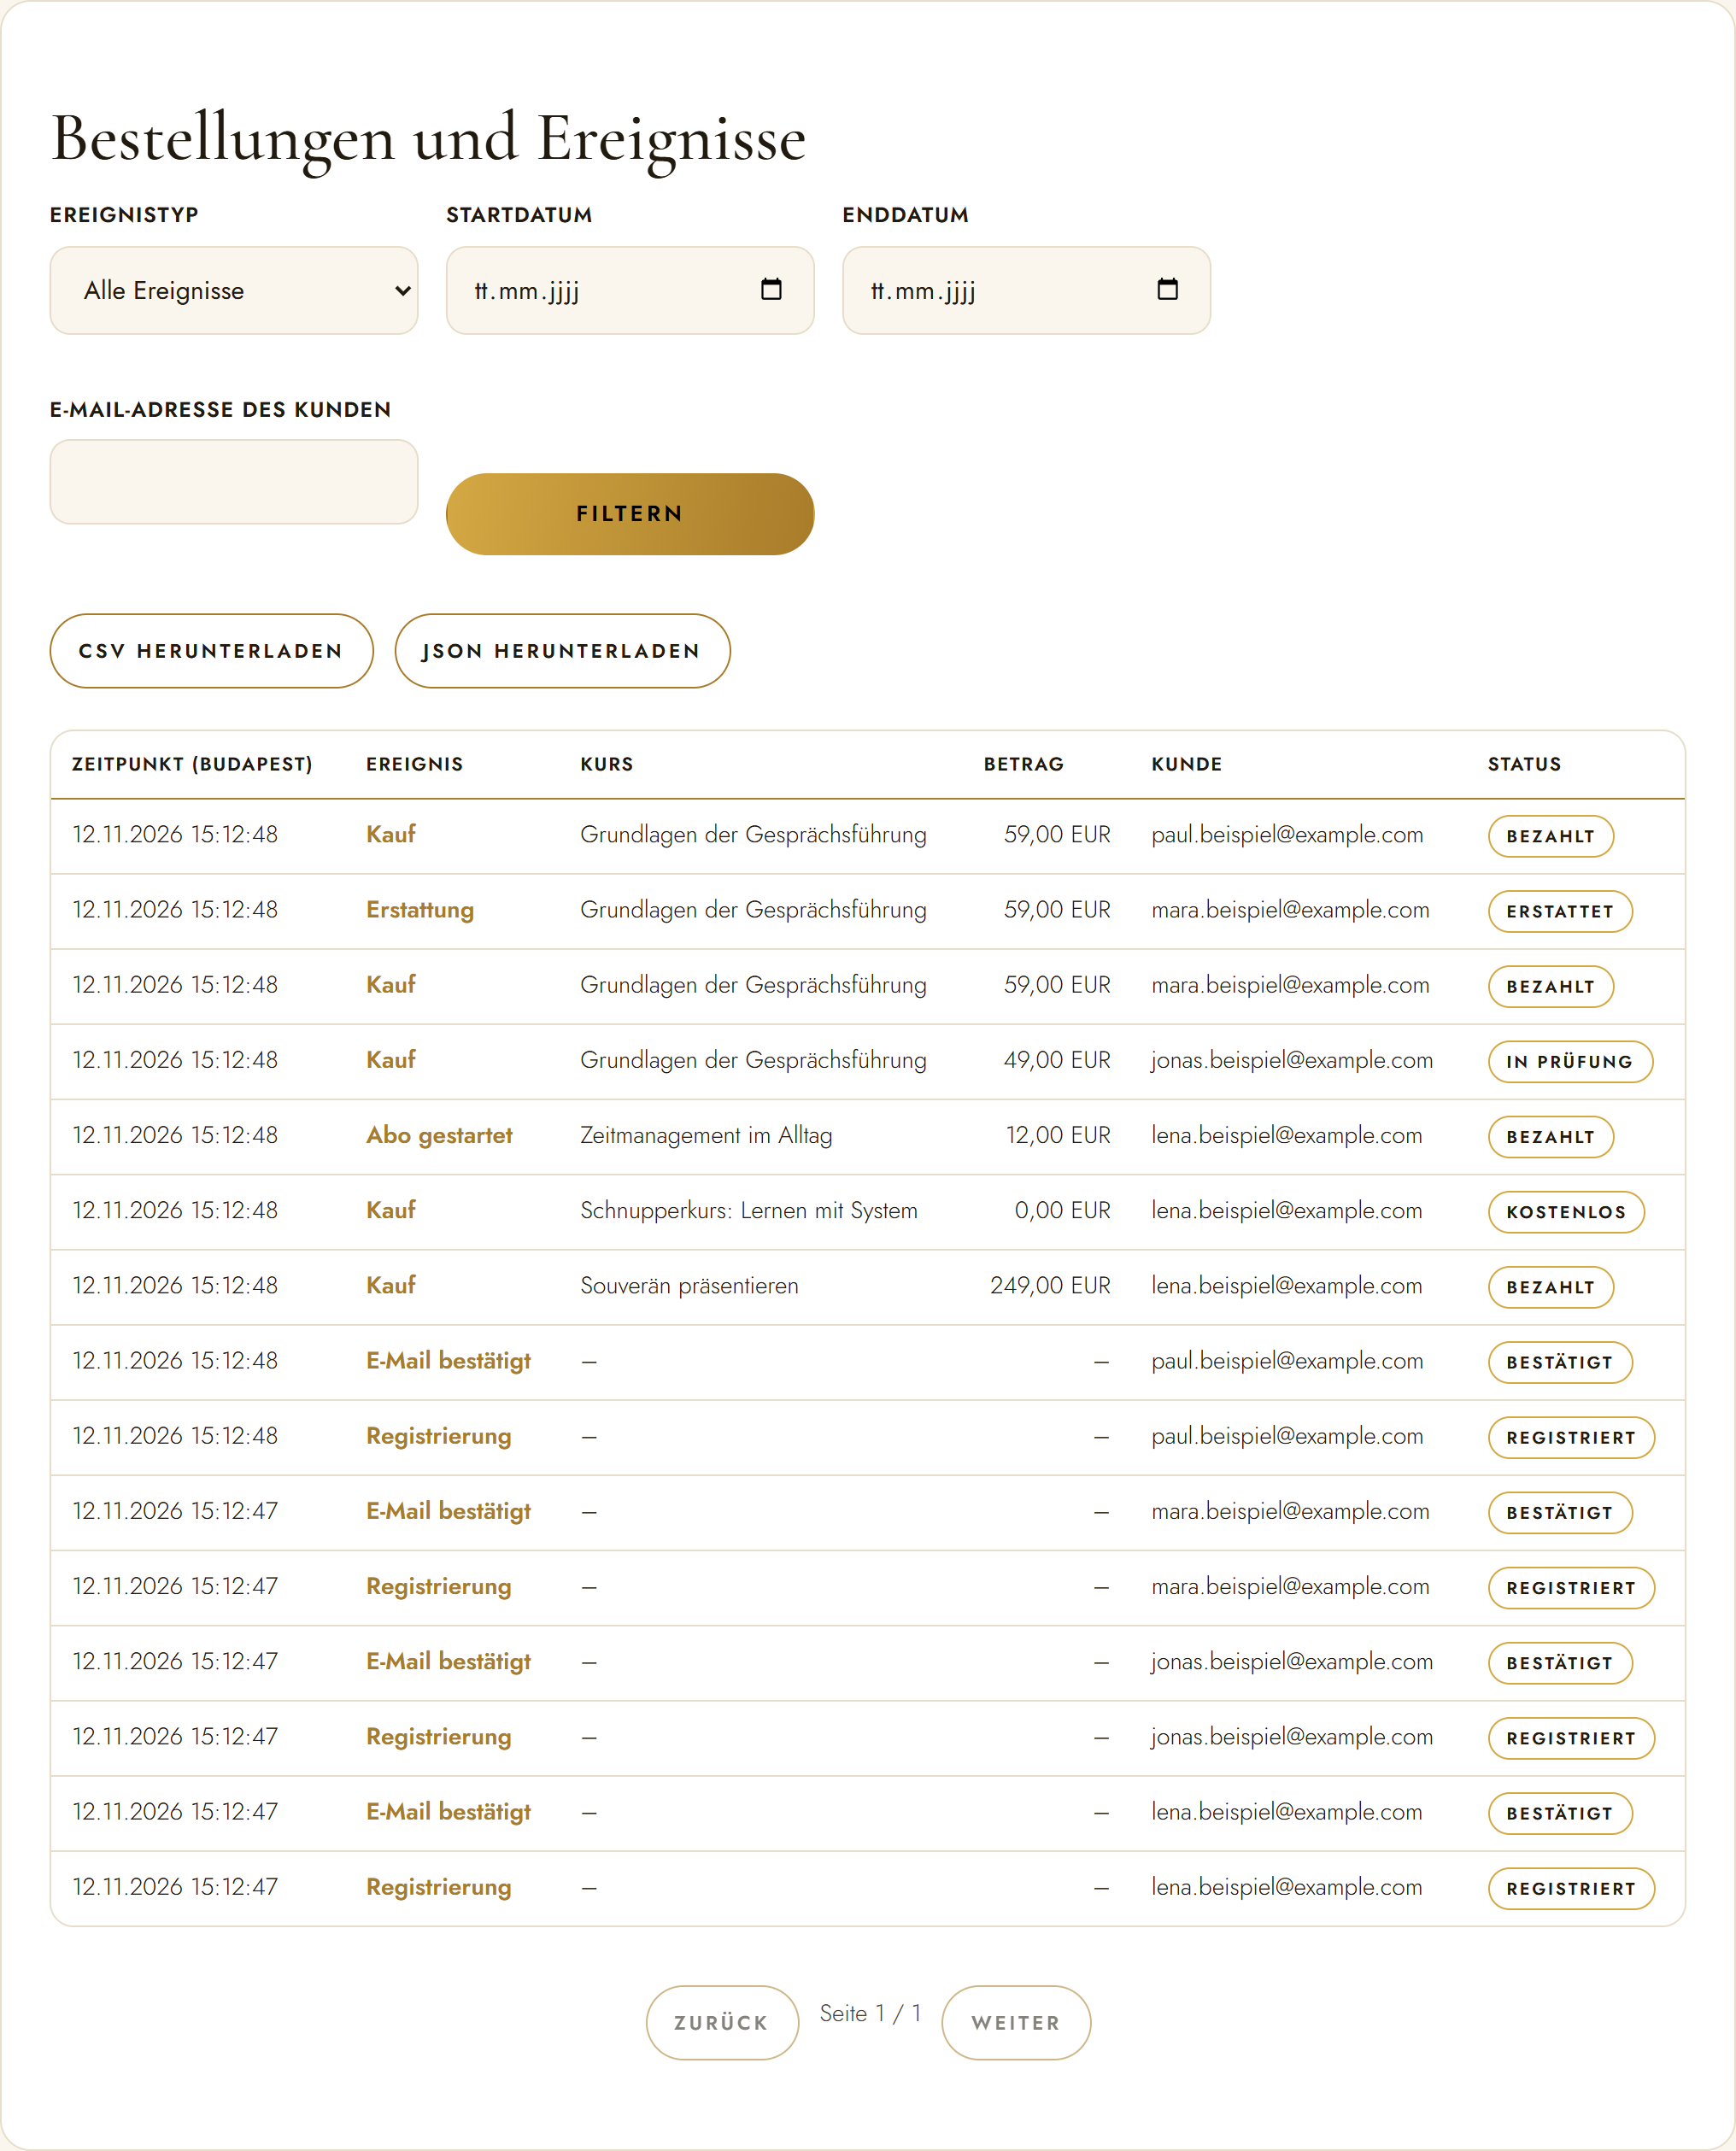 Bestellungen und Ereignisse
EREIGNISTYP STARTDATUM ENDDATUM
Alle Ereignisse tt.mm.jjjj tt.mm.jjjj
E-MAIL-ADRESSE DES KUNDEN
FILTERN
CSV HERUNTERLADEN JSON HERUNTERLADEN
ZEITPUNKT (BUDAPEST) EREIGNIS KURS BETRAG KUNDE STATUS
12.11.2026 15:12:48 Kauf Grundlagen der Gesprächsführung 59,00 EUR paul.beispiel@example.com BEZAHLT
12.11.2026 15:12:48 Erstattung Grundlagen der Gesprächsführung 59,00 EUR mara.beispiel@example.com ERSTATTET
12.11.2026 15:12:48 Kauf Grundlagen der Gesprächsführung 59,00 EUR mara.beispiel@example.com BEZAHLT
12.11.2026 15:12:48 Kauf Grundlagen der Gesprächsführung 49,00 EUR jonas.beispiel@example.com IN PRÜFUNG
12.11.2026 15:12:48 Abo gestartet Zeitmanagement im Alltag 12,00 EUR lena.beispiel@example.com BEZAHLT
12.11.2026 15:12:48 Kauf Schnupperkurs: Lernen mit System 0,00 EUR lena.beispiel@example.com KOSTENLOS
12.11.2026 15:12:48 Kauf Souverän präsentieren 249,00 EUR lena.beispiel@example.com BEZAHLT
12.11.2026 15:12:48 E-Mail bestätigt – – paul.beispiel@example.com BESTÄTIGT
12.11.2026 15:12:48 Registrierung – – paul.beispiel@example.com REGISTRIERT
12.11.2026 15:12:47 E-Mail bestätigt – – mara.beispiel@example.com BESTÄTIGT
12.11.2026 15:12:47 Registrierung – – mara.beispiel@example.com REGISTRIERT
12.11.2026 15:12:47 E-Mail bestätigt – – jonas.beispiel@example.com BESTÄTIGT
12.11.2026 15:12:47 Registrierung – – jonas.beispiel@example.com REGISTRIERT
12.11.2026 15:12:47 E-Mail bestätigt – – lena.beispiel@example.com BESTÄTIGT
12.11.2026 15:12:47 Registrierung – – lena.beispiel@example.com REGISTRIERT
ZURÜCK Seite 1 / 1 WEITER